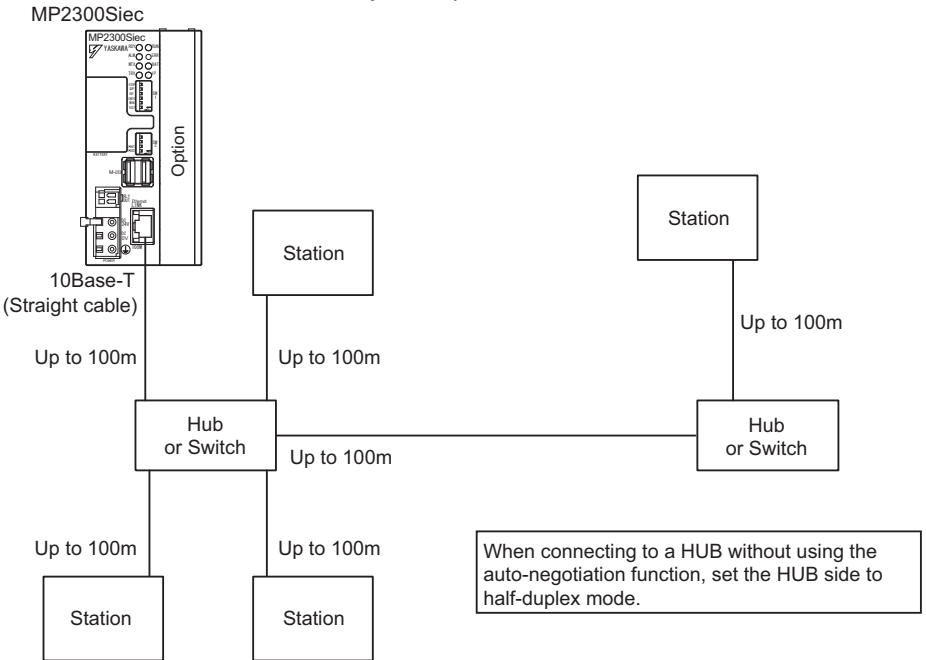 MP2300Siec
MP2300Siec
YASKAWA
Option
10Base-T
(Straight cable)
Station
Station
Up to 100m
Up to 100m
Up to 100m
Hub
or Switch
Up to 100m
Hub
or Switch
Up to 100m
Up to 100m
When connecting to a HUB without using the
auto-negotiation function, set the HUB side to
half-duplex mode.
Station
Station